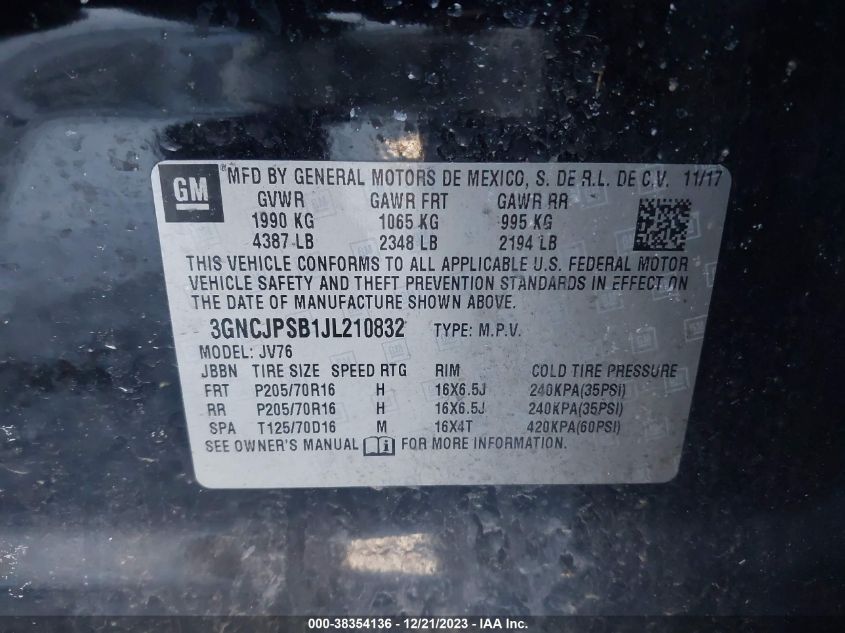 GM ® MFD BY GENERAL MOTORS DE MEXICO, S. DE R.L. DE C.V. 11/17
GVWR GAWR FRT GAWR RR
1990 KG 1065 KG 995 KG
4387 LB 2348 LB 2194 LB
THIS VEHICLE CONFORMS TO ALL APPLICABLE U.S. FEDERAL MOTOR
VEHICLE SAFETY AND THEFT PREVENTION STANDARDS IN EFFECT ON
THE DATE OF MANUFACTURE SHOWN ABOVE.
3GNCJPSB1JL210832 TYPE: M.P.V.
MODEL: JV76
JBBN TIRE SIZE SPEED RTG RIM COLD TIRE PRESSURE
FRT P205/70R16 H 16X6.5J 240KPA(35PSI)
RR P205/70R16 H 16X6.5J 240KPA(35PSI)
SPA T125/70D16 M 16X4T 420KPA(60PSI)
SEE OWNER'S MANUAL FOR MORE INFORMATION.
000-38354136 - 12/21/2023 - IAAI.com